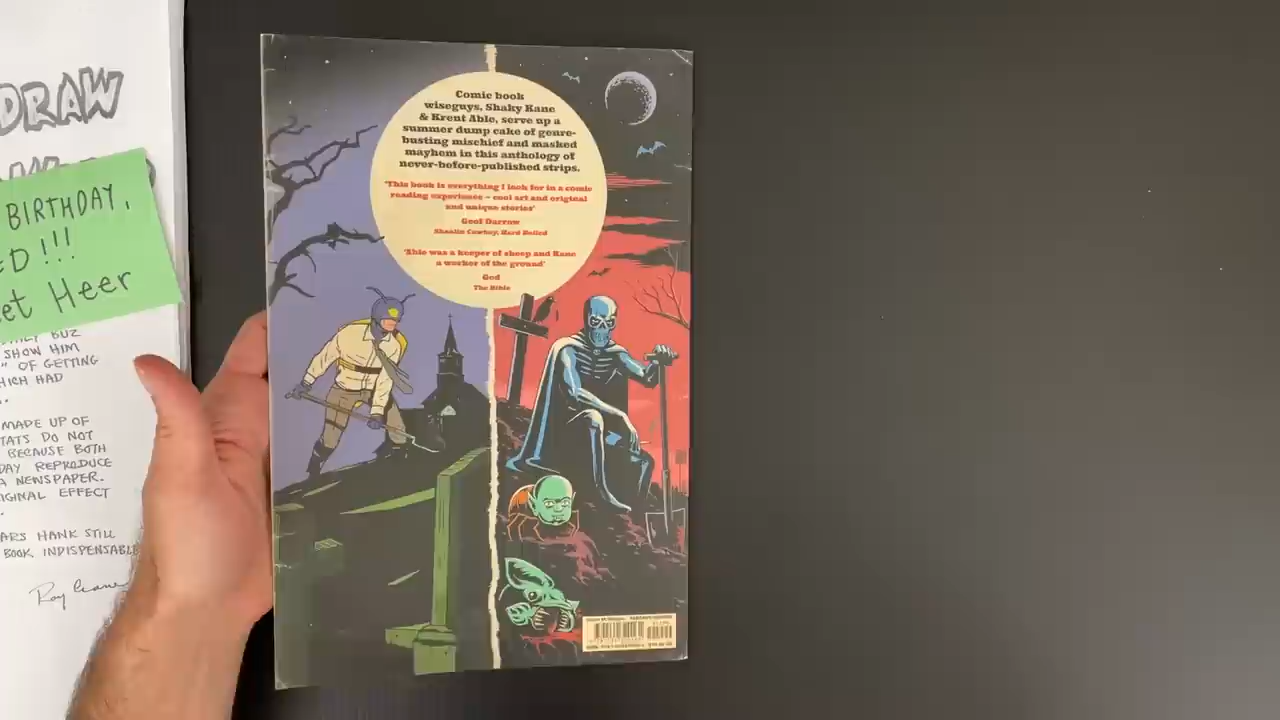 DRAW
BIRTHDAY,
ED!!!
et Heer
BUZ
SHOW HIM
" OF GETTING
HICH HAD
MADE UP OF
TATS DO NOT
BECAUSE BOTH
DAY REPRODUCE
A NEWSPAPER.
IGINAL EFFECT
ARS HANK STILL
BOOK INDISPENSABLE
Roy Crane
Comic book
wiseguys, Shaky Kane
& Krent Able, serve up a
summer dump cake of genre-
busting mischief and masked
mayhem in this anthology of
never-before-published strips.
'This book is everything I look for in a comic
reading experience – cool art and original
and unique stories'
Geof Darrow
Shaolin Cowboy, Hard Boiled
'Able was a keeper of sheep and Kane
a worker of the ground'
God
The Bible